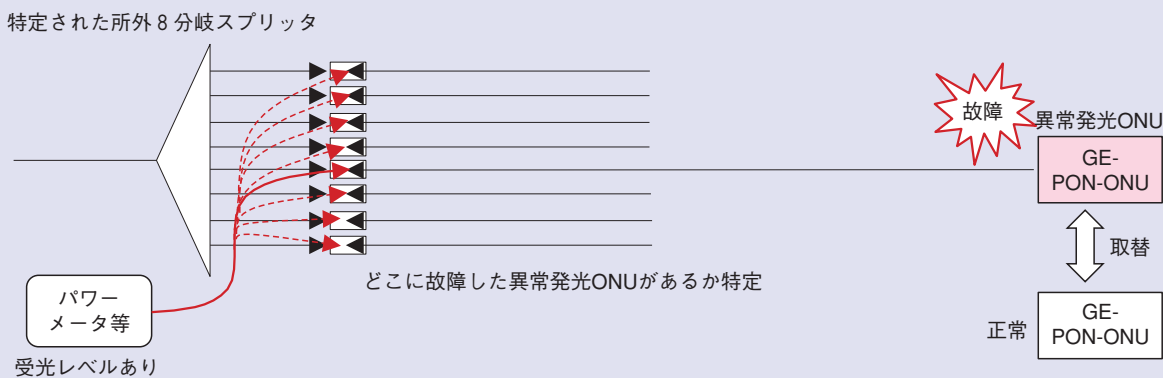 特定された所外8分岐スプリッタ
故障
異常発光ONU
GE-
PON-ONU
取替
どこに故障した異常発光ONUがあるか特定
パワー
メータ等
受光レベルあり
正常
GE-
PON-ONU